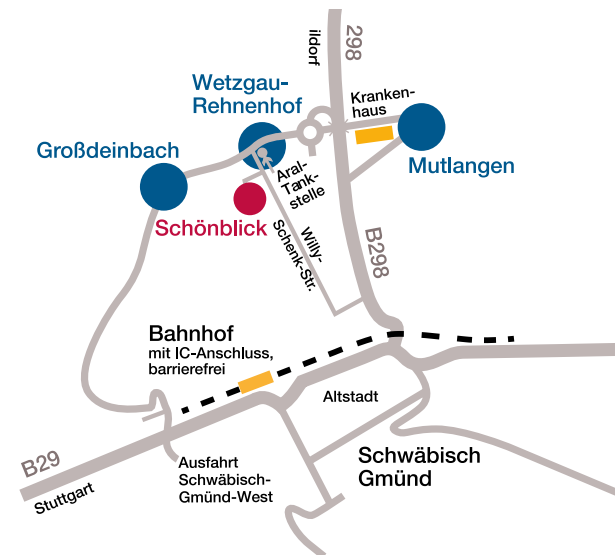 298
ildorf
Wetzgau-
Rehnenhof
Kranken-
haus
Großdeinbach
Mutlangen
Aral-
Tank-
stelle
Schönblick
Willy-
Schenk-Str.
B298
Bahnhof
mit IC-Anschluss,
barrierefrei
Altstadt
Schwäbisch
Gmünd
B29
Stuttgart
Ausfahrt
Schwäbisch-
Gmünd-West